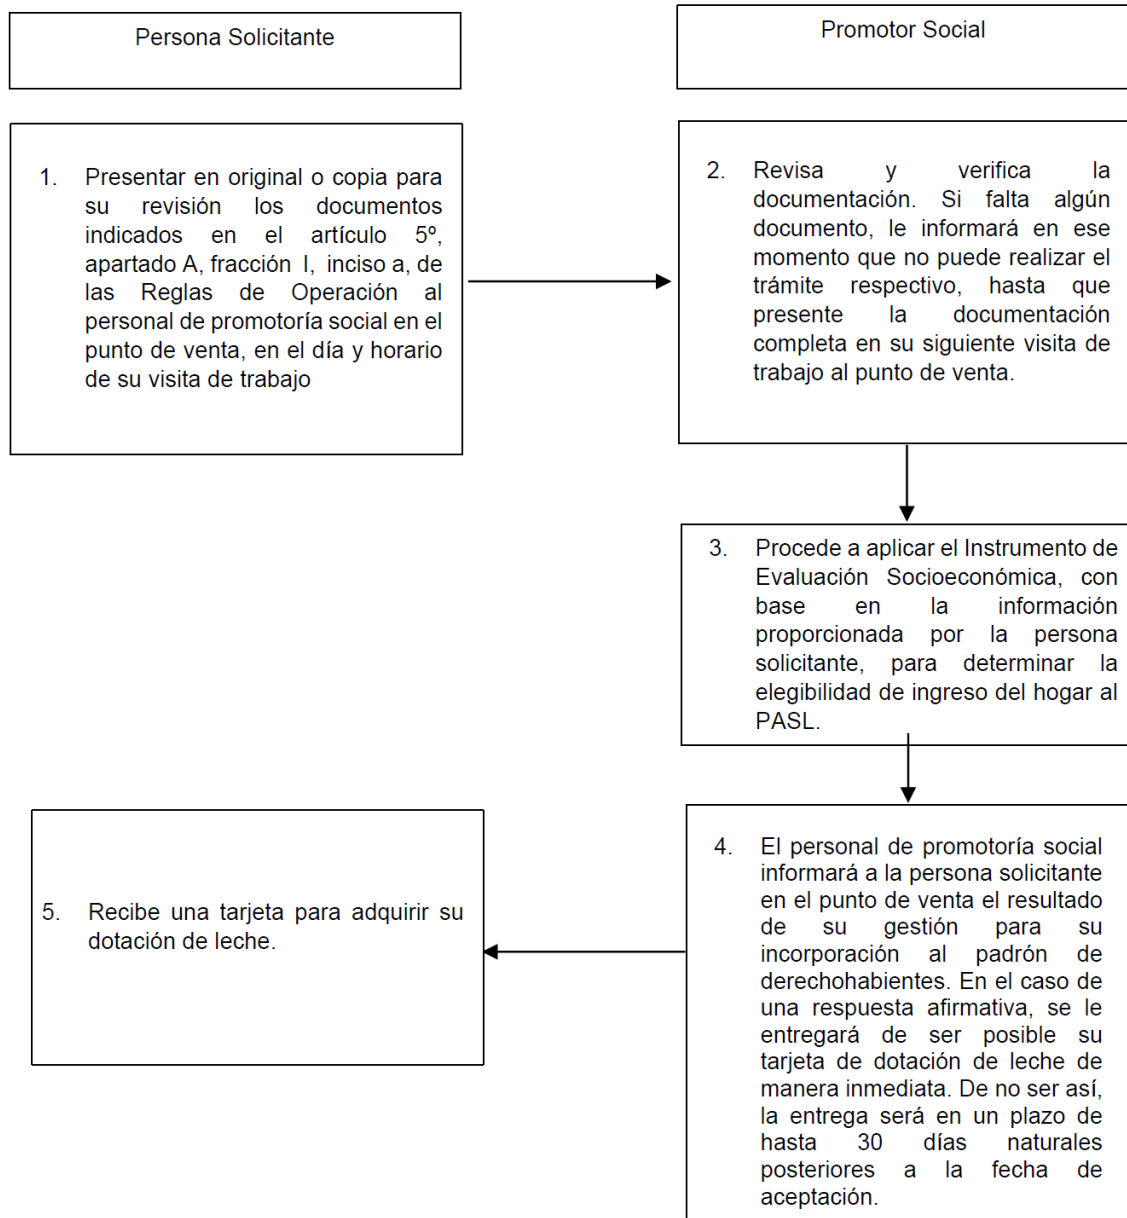 Persona Solicitante
Promotor Social
1. Presentar en original o copia para
su revisión los documentos
indicados en el artículo 5º,
apartado A, fracción I, inciso a, de
las Reglas de Operación al
personal de promotoría social en el
punto de venta, en el día y horario
de su visita de trabajo
2. Revisa y verifica la
documentación. Si falta algún
documento, le informará en ese
momento que no puede realizar el
trámite respectivo, hasta que
presente la documentación
completa en su siguiente visita de
trabajo al punto de venta.
3. Procede a aplicar el Instrumento de
Evaluación Socioeconómica, con
base en la información
proporcionada por la persona
solicitante, para determinar la
elegibilidad de ingreso del hogar al
PASL.
4. El personal de promotoría social
informará a la persona solicitante
en el punto de venta el resultado
de su gestión para su
incorporación al padrón de
derechohabientes. En el caso de
una respuesta afirmativa, se le
entregará de ser posible su
tarjeta de dotación de leche de
manera inmediata. De no ser así,
la entrega será en un plazo de
hasta 30 días naturales
posteriores a la fecha de
aceptación.
5. Recibe una tarjeta para adquirir su
dotación de leche.